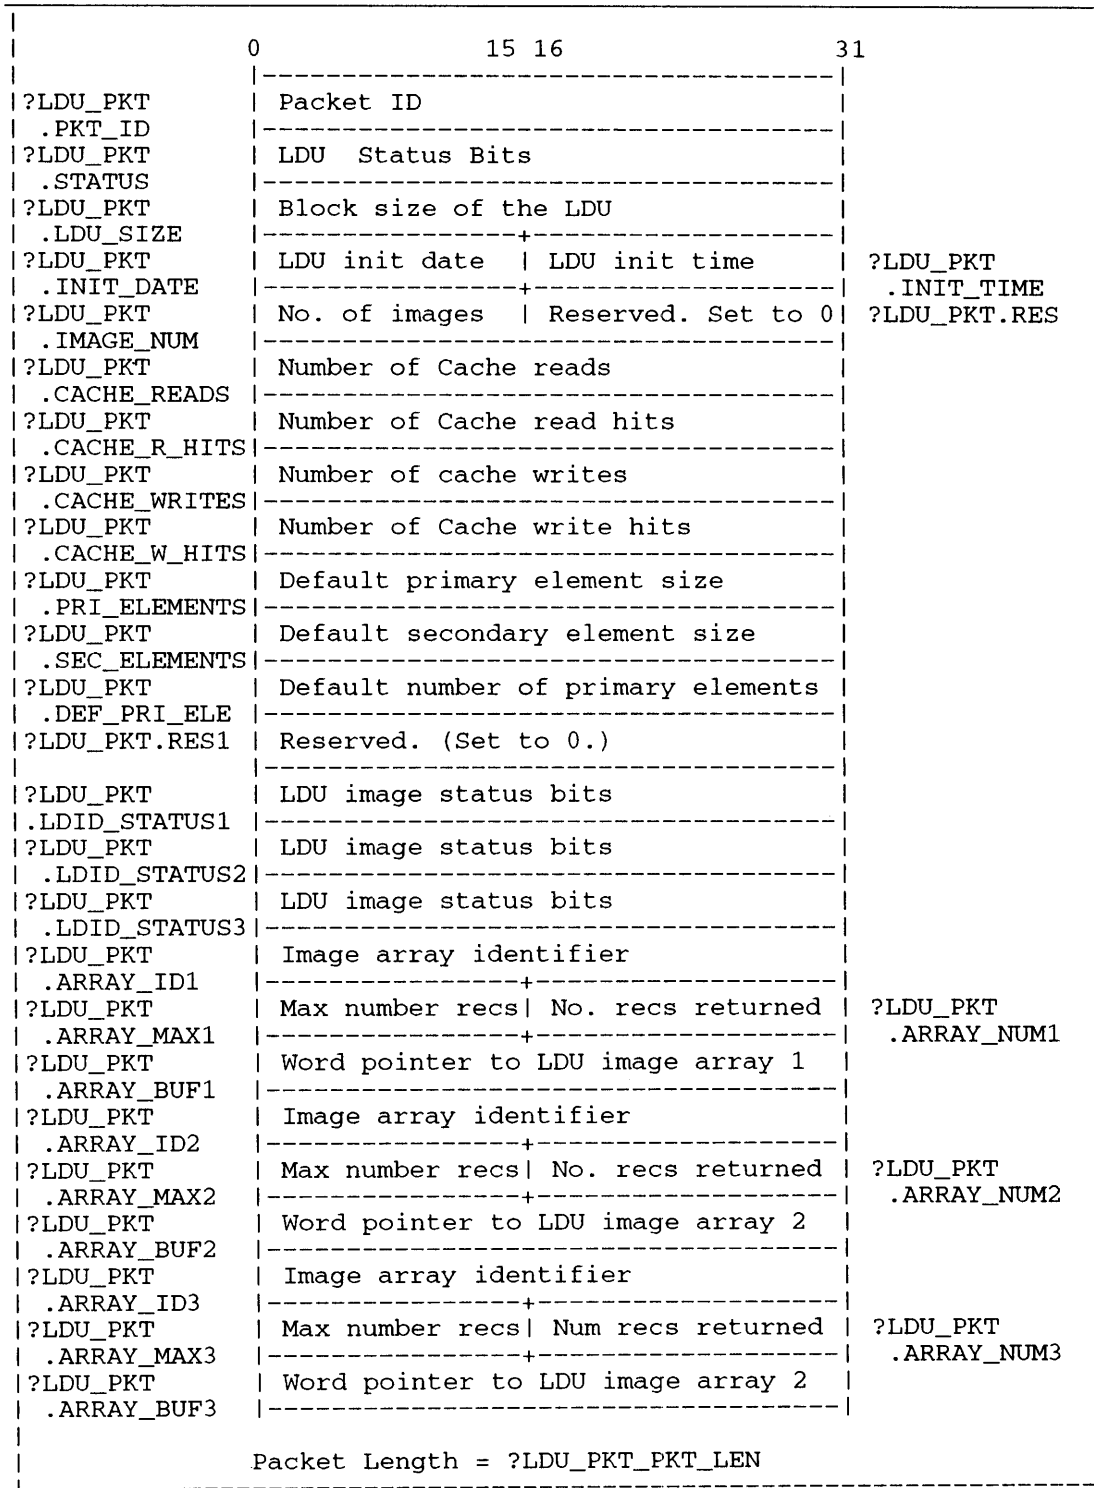 0 15 16 31
?LDU_PKT Packet ID
.PKT_ID
?LDU_PKT LDU Status Bits
.STATUS
?LDU_PKT Block size of the LDU
.LDU_SIZE
?LDU_PKT LDU init date | LDU init time ?LDU_PKT
.INIT_DATE .INIT_TIME
?LDU_PKT No. of images | Reserved. Set to 0 ?LDU_PKT.RES
.IMAGE_NUM
?LDU_PKT Number of Cache reads
.CACHE_READS
?LDU_PKT Number of Cache read hits
.CACHE_R_HITS
?LDU_PKT Number of cache writes
.CACHE_WRITES
?LDU_PKT Number of Cache write hits
.CACHE_W_HITS
?LDU_PKT Default primary element size
.PRI_ELEMENTS
?LDU_PKT Default secondary element size
.SEC_ELEMENTS
?LDU_PKT Default number of primary elements
.DEF_PRI_ELE
?LDU_PKT.RES1 Reserved. (Set to 0.)
?LDU_PKT LDU image status bits
.LDID_STATUS1
?LDU_PKT LDU image status bits
.LDID_STATUS2
?LDU_PKT LDU image status bits
.LDID_STATUS3
?LDU_PKT Image array identifier
.ARRAY_ID1
?LDU_PKT Max number recs| No. recs returned ?LDU_PKT
.ARRAY_MAX1 .ARRAY_NUM1
?LDU_PKT Word pointer to LDU image array 1
.ARRAY_BUF1
?LDU_PKT Image array identifier
.ARRAY_ID2
?LDU_PKT Max number recs| No. recs returned ?LDU_PKT
.ARRAY_MAX2 .ARRAY_NUM2
?LDU_PKT Word pointer to LDU image array 2
.ARRAY_BUF2
?LDU_PKT Image array identifier
.ARRAY_ID3
?LDU_PKT Max number recs| Num recs returned ?LDU_PKT
.ARRAY_MAX3 .ARRAY_NUM3
?LDU_PKT Word pointer to LDU image array 2
.ARRAY_BUF3
Packet Length = ?LDU_PKT_PKT_LEN